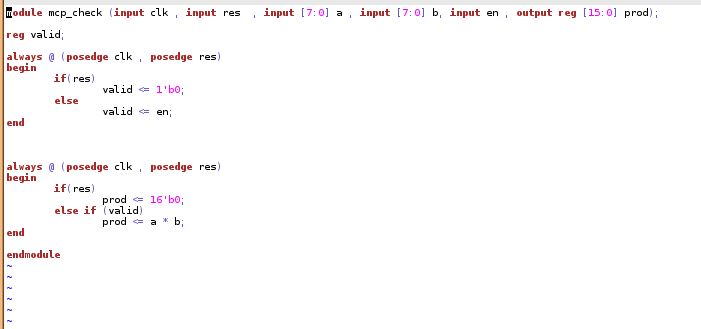 module mcp_check (input clk , input res  , input [7:0] a , input [7:0] b, input en , output reg [15:0] prod);
reg valid;
always @ (posedge clk , posedge res)
begin
if(res)
valid <= 1'b0;
else
valid <= en;
end
always @ (posedge clk , posedge res)
begin
if(res)
prod <= 16'b0;
else if (valid)
prod <= a * b;
end
endmodule
~
~
~
~
~
~